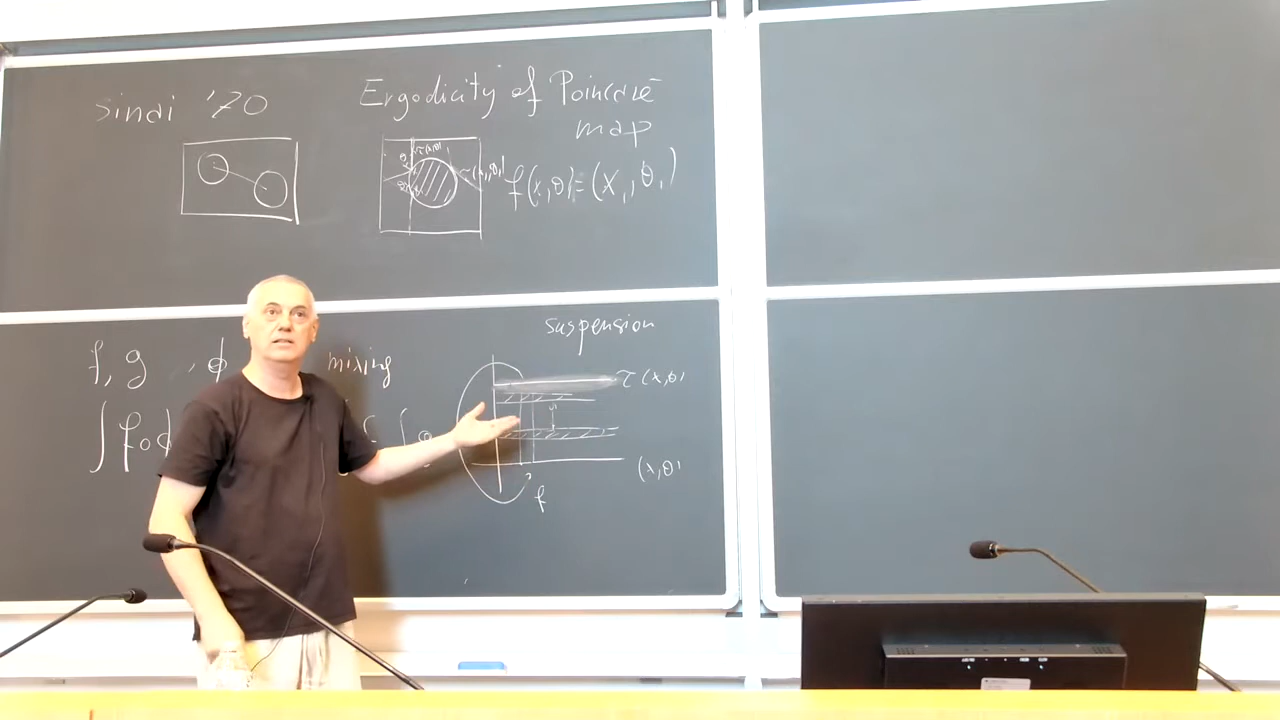 sinai '70
Ergodicity of Poincaré
map
τ(x,θ)
f(x,θ)=(x₁,θ₁)
f, g , ϕ mixing
suspension
τ(x,θ)
∫ f∘ϕ
(x,θ)
f